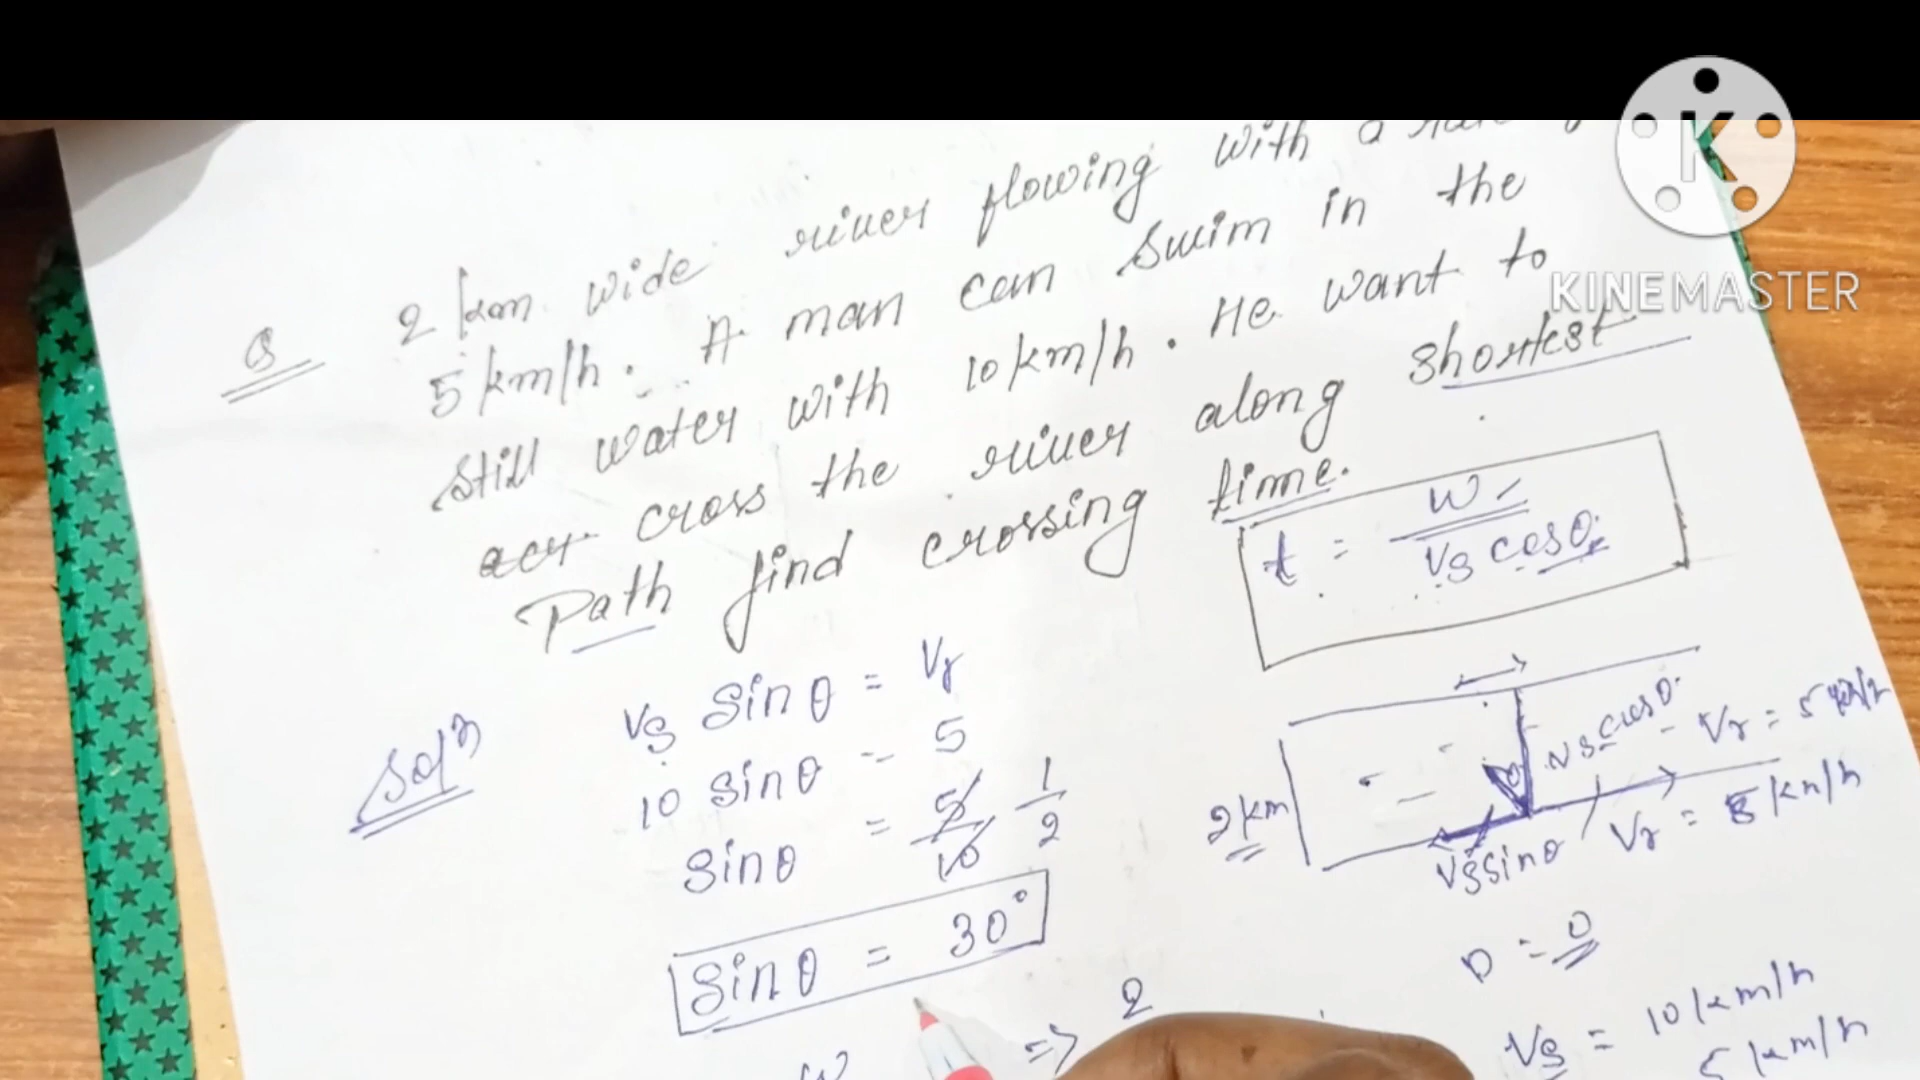 KINEMASTER
Q 2 km wide river flowing with a
5 km/h. A man can swim in the
still water with 10 km/h. He want to
cross the river along shortest
Path find crossing time.
t = W / Vs cosθ
Soln
Vs Sinθ = Vr
10 Sinθ = 5
Sinθ = 5/10 1/2
Sinθ = 30°
W => 2
2 km
Vs cosθ
Vr = 5 km/h
Vs Sinθ
Vr = 5 km/h
D = 0
Vs = 10 km/h
5 km/h